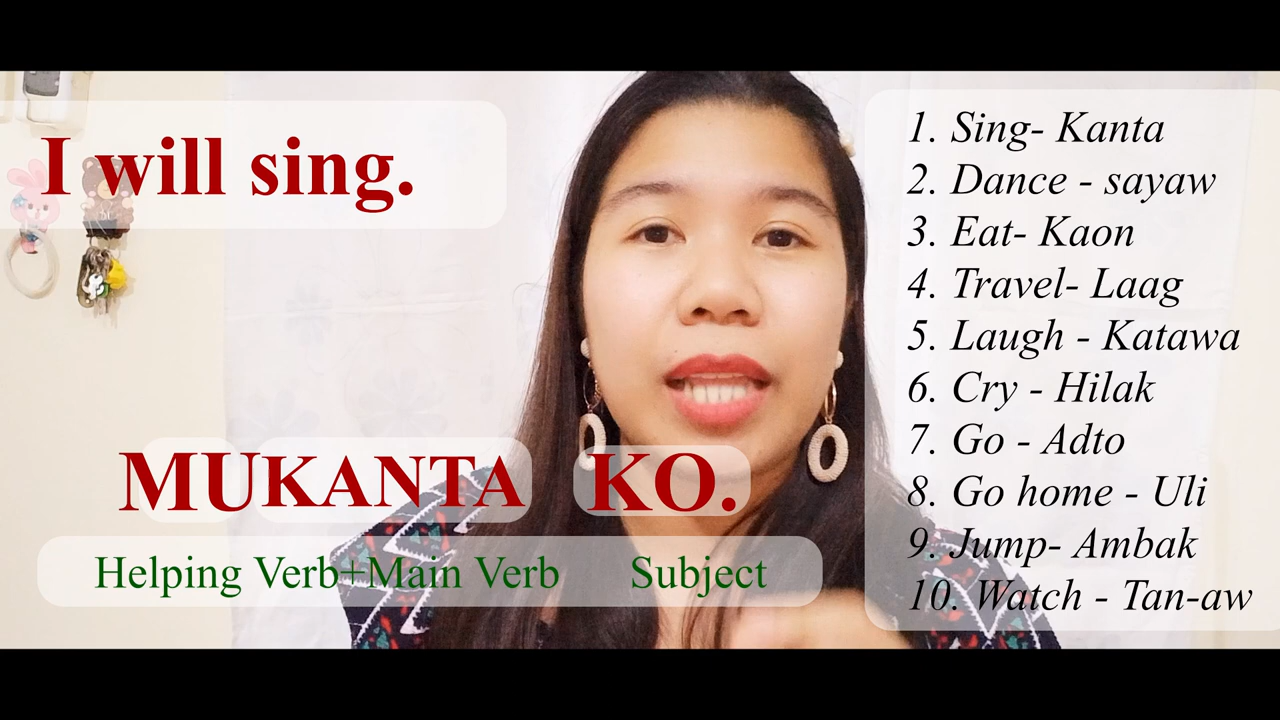 I will sing.
MUKANTA KO.
Helping Verb+Main Verb Subject
1. Sing- Kanta
2. Dance - sayaw
3. Eat- Kaon
4. Travel- Laag
5. Laugh - Katawa
6. Cry - Hilak
7. Go - Adto
8. Go home - Uli
9. Jump- Ambak
10. Watch - Tan-aw